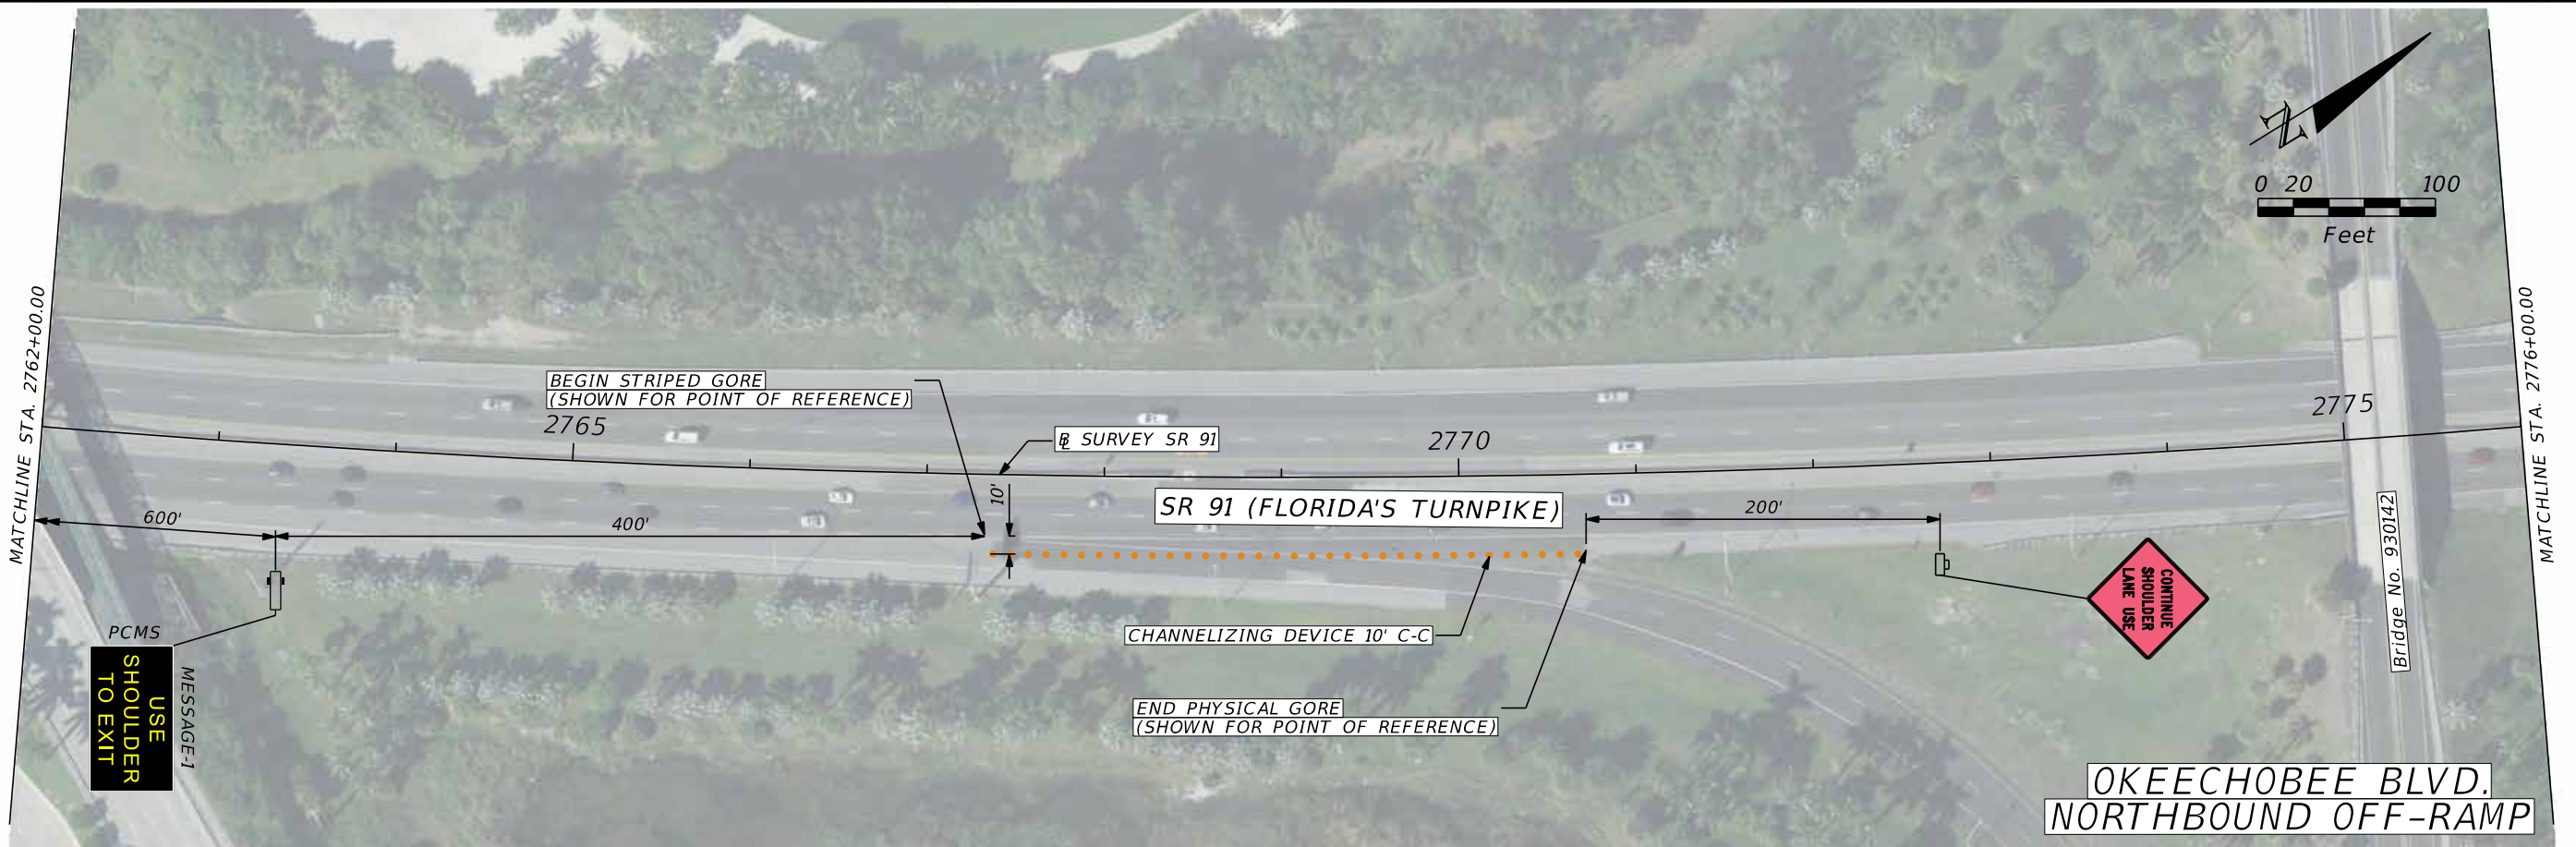 MATCHLINE STA. 2762+00.00
600'
400'
PCMS
MESSAGE-1
USE
SHOULDER
TO EXIT
BEGIN STRIPED GORE
(SHOWN FOR POINT OF REFERENCE)
2765
BL SURVEY SR 91
10'
2770
SR 91 (FLORIDA'S TURNPIKE)
200'
CHANNELIZING DEVICE 10' C-C
END PHYSICAL GORE
(SHOWN FOR POINT OF REFERENCE)
CONTINUE
SHOULDER
LANE USE
2775
N
0 20 100
Feet
Bridge No. 930142
MATCHLINE STA. 2776+00.00
OKEECHOBEE BLVD.
NORTHBOUND OFF-RAMP